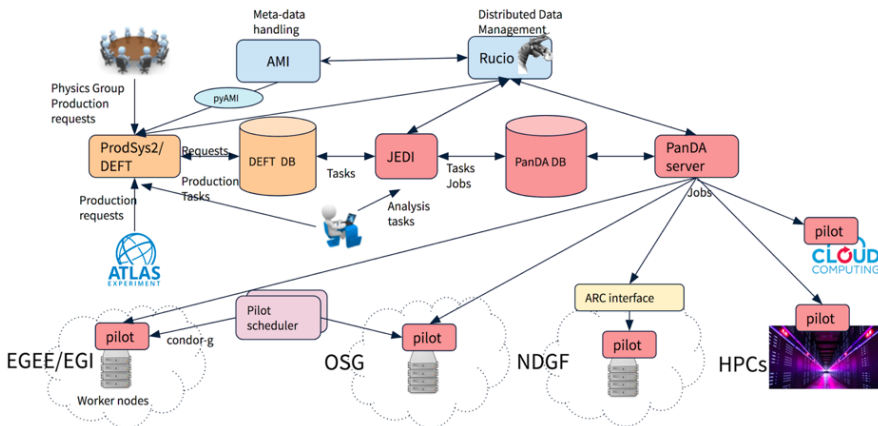 Meta-data
handling
Distributed Data
Management
AMI
Rucio
pyAMI
Physics Group
Production
requests
ProdSys2/
DEFT
Requests
DEFT DB
Tasks
JEDI
Tasks
Jobs
PanDA DB
PanDA
server
Production
Tasks
Production
requests
Analysis
tasks
Jobs
ATLAS
EXPERIMENT
pilot
CLOUD
COMPUTING
Pilot
scheduler
ARC interface
pilot
condor-g
pilot
pilot
pilot
EGEE/EGI
OSG
NDGF
HPCs
Worker nodes